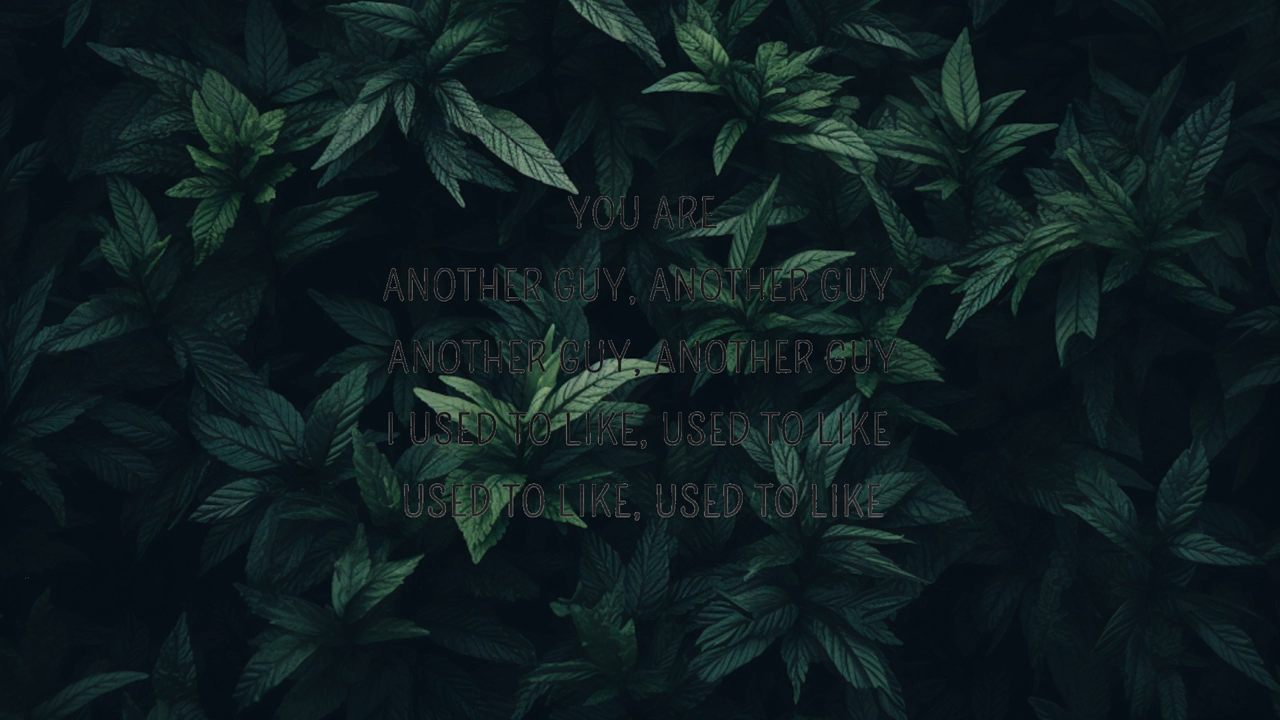 YOU ARE
ANOTHER GUY, ANOTHER GUY
ANOTHER GUY, ANOTHER GUY
I USED TO LIKE, USED TO LIKE
USED TO LIKE, USED TO LIKE